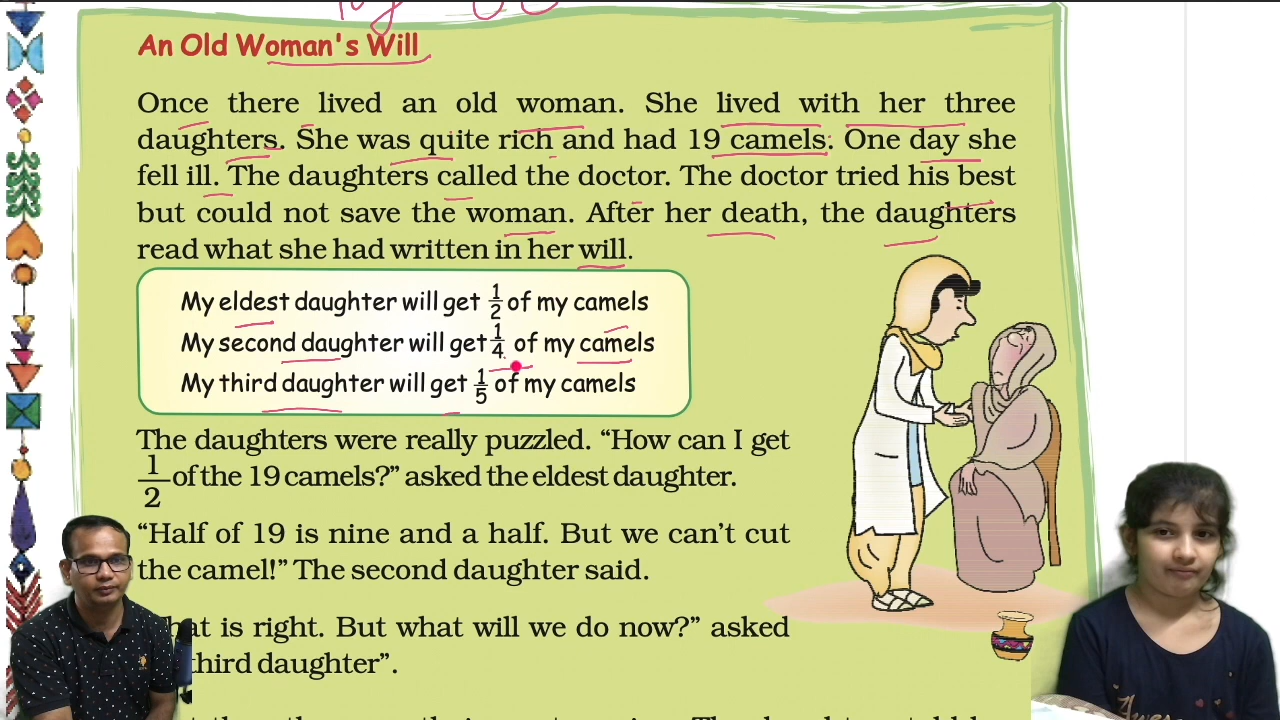 An Old Woman's Will
Once there lived an old woman. She lived with her three
daughters. She was quite rich and had 19 camels. One day she
fell ill. The daughters called the doctor. The doctor tried his best
but could not save the woman. After her death, the daughters
read what she had written in her will.
My eldest daughter will get 1/2 of my camels
My second daughter will get 1/4 of my camels
My third daughter will get 1/5 of my camels
The daughters were really puzzled. “How can I get
1/2 of the 19 camels?” asked the eldest daughter.
“Half of 19 is nine and a half. But we can’t cut
the camel!” The second daughter said.
is right. But what will we do now?” asked
third daughter”.